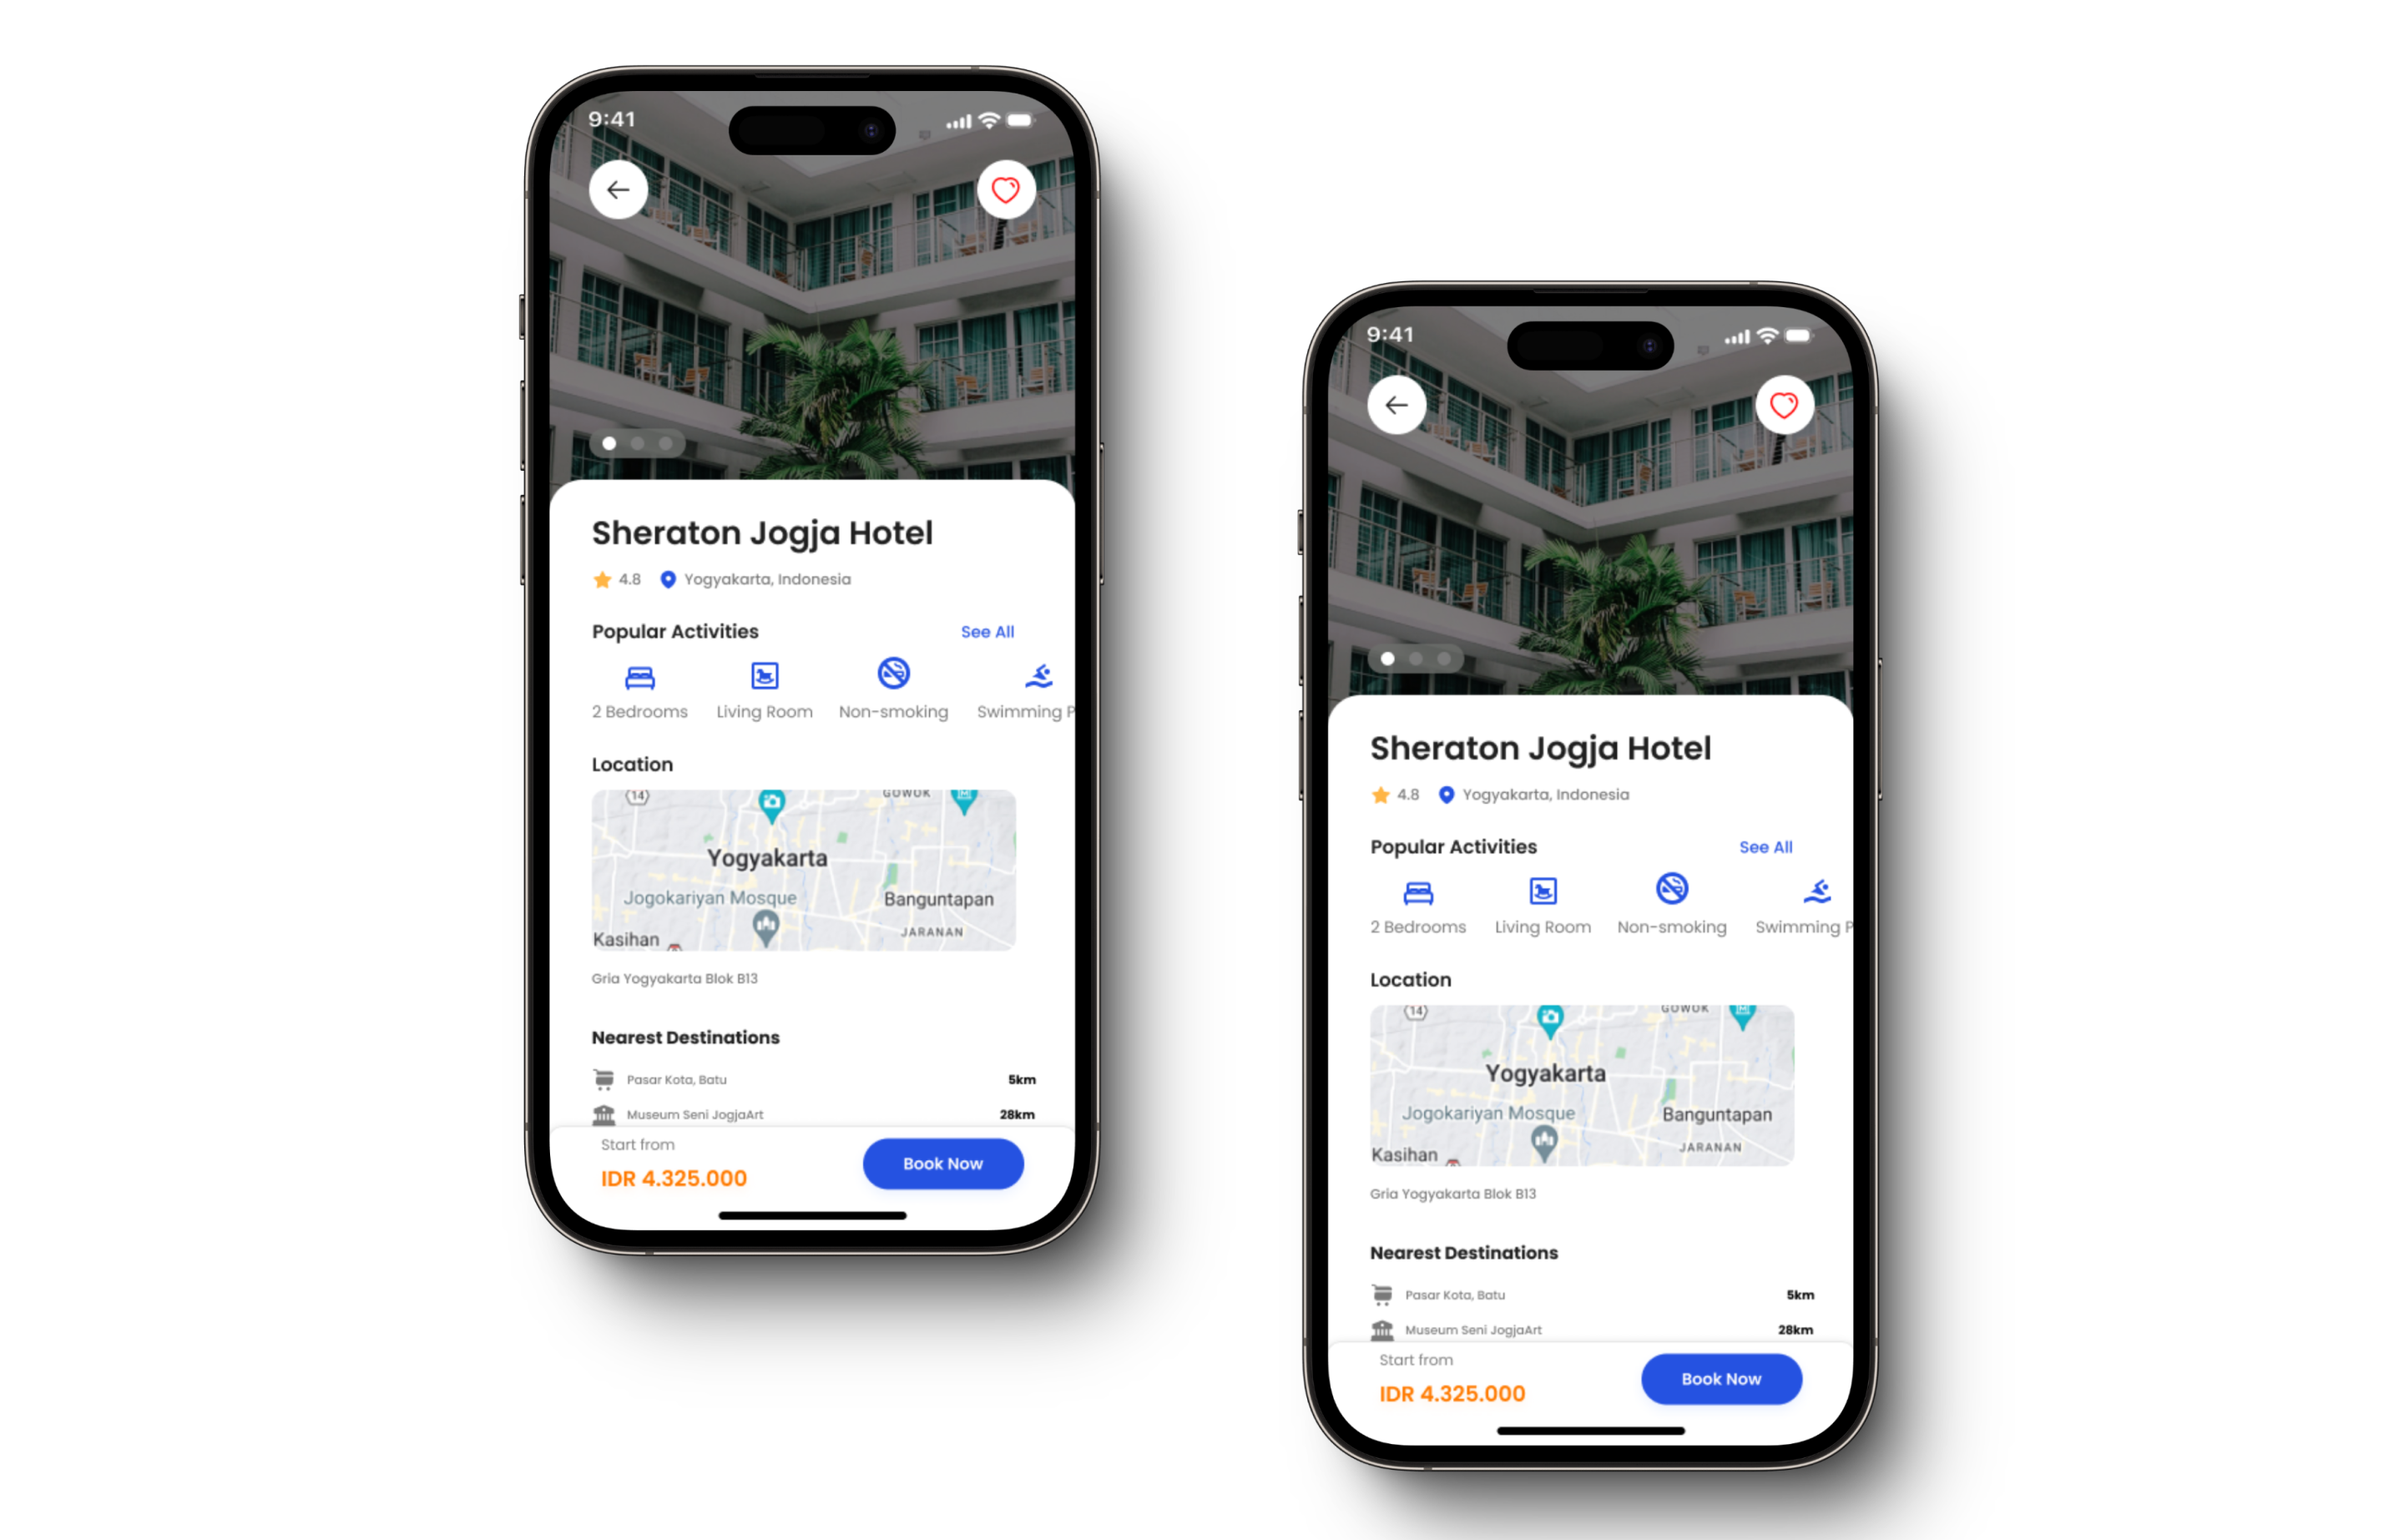 9:41
Sheraton Jogja Hotel
4.8 Yogyakarta, Indonesia
Popular Activities See All
2 Bedrooms Living Room Non-smoking Swimming P
Location
14 GOWOK
Yogyakarta
Jogokariyan Mosque Banguntapan
Kasihan JARANAN
Gria Yogyakarta Blok B13
Nearest Destinations
Pasar Kota, Batu 5km
Museum Seni JogjaArt 28km
Start from
IDR 4.325.000 Book Now
9:41
Sheraton Jogja Hotel
4.8 Yogyakarta, Indonesia
Popular Activities See All
2 Bedrooms Living Room Non-smoking Swimming P
Location
14 GOWOK
Yogyakarta
Jogokariyan Mosque Banguntapan
Kasihan JARANAN
Gria Yogyakarta Blok B13
Nearest Destinations
Pasar Kota, Batu 5km
Museum Seni JogjaArt 28km
Start from
IDR 4.325.000 Book Now